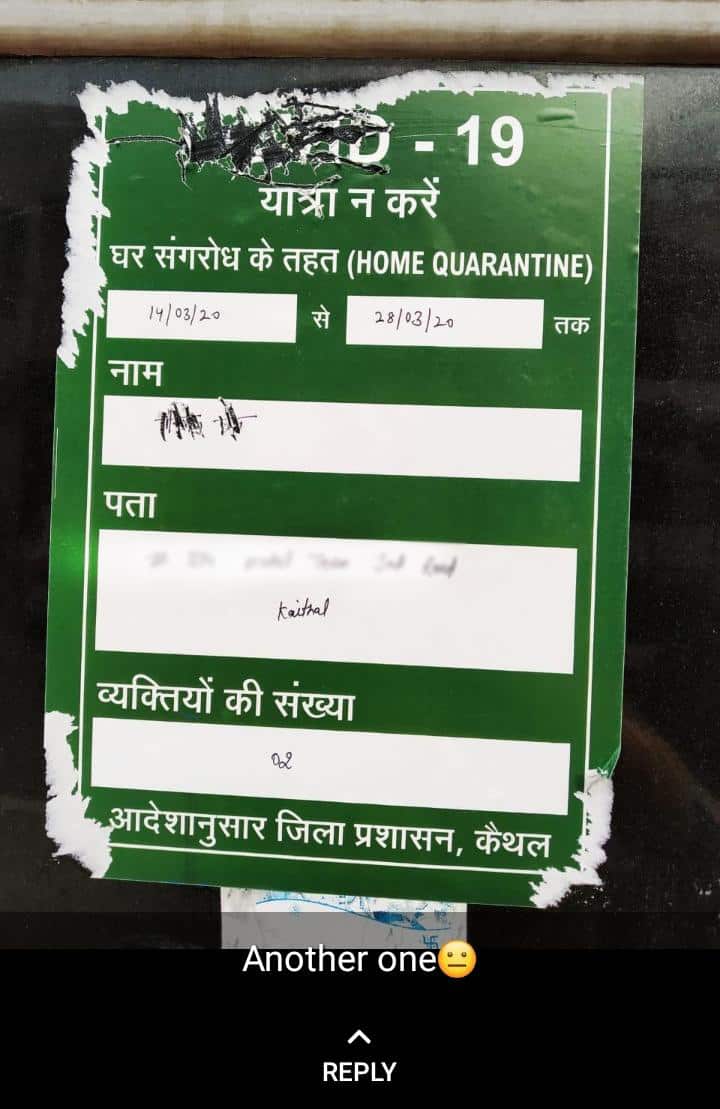 - 19
यात्रा न करें
घर संगरोध के तहत (HOME QUARANTINE)
14/03/20 से 28/03/20 तक
नाम
पता
Kaithal
व्यक्तियों की संख्या
02
आदेशानुसार जिला प्रशासन, कैथल
Another one😐
REPLY